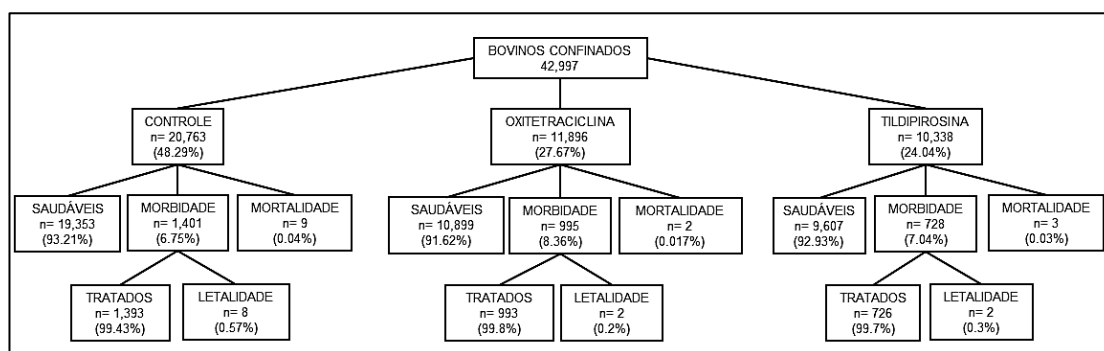 BOVINOS CONFINADOS
42,997
CONTROLE
n= 20,763
(48.29%)
OXITETRACICLINA
n= 11,896
(27.67%)
TILDIPIROSINA
n= 10,338
(24.04%)
SAUDÁVEIS
n= 19,353
(93.21%)
MORBIDADE
n= 1,401
(6.75%)
MORTALIDADE
n= 9
(0.04%)
SAUDÁVEIS
n= 10,899
(91.62%)
MORBIDADE
n= 995
(8.36%)
MORTALIDADE
n= 2
(0.017%)
SAUDÁVEIS
n= 9,607
(92.93%)
MORBIDADE
n= 728
(7.04%)
MORTALIDADE
n= 3
(0.03%)
TRATADOS
n= 1,393
(99.43%)
LETALIDADE
n= 8
(0.57%)
TRATADOS
n= 993
(99.8%)
LETALIDADE
n= 2
(0.2%)
TRATADOS
n= 726
(99.7%)
LETALIDADE
n= 2
(0.3%)